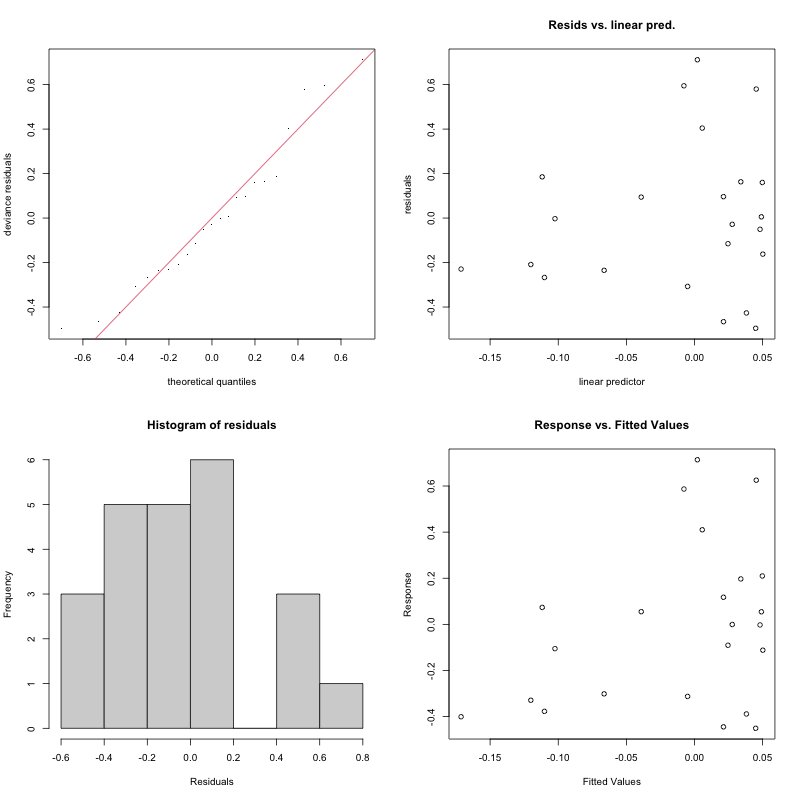 deviance residuals
0.6
0.4
0.2
0.0
-0.2
-0.4
-0.6 -0.4 -0.2 0.0 0.2 0.4 0.6
theoretical quantiles
Resids vs. linear pred.
residuals
0.6
0.4
0.2
0.0
-0.2
-0.4
-0.15 -0.10 -0.05 0.00 0.05
linear predictor
Histogram of residuals
Frequency
6
5
4
3
2
1
0
-0.6 -0.4 -0.2 0.0 0.2 0.4 0.6 0.8
Residuals
Response vs. Fitted Values
Response
0.6
0.4
0.2
0.0
-0.2
-0.4
-0.15 -0.10 -0.05 0.00 0.05
Fitted Values